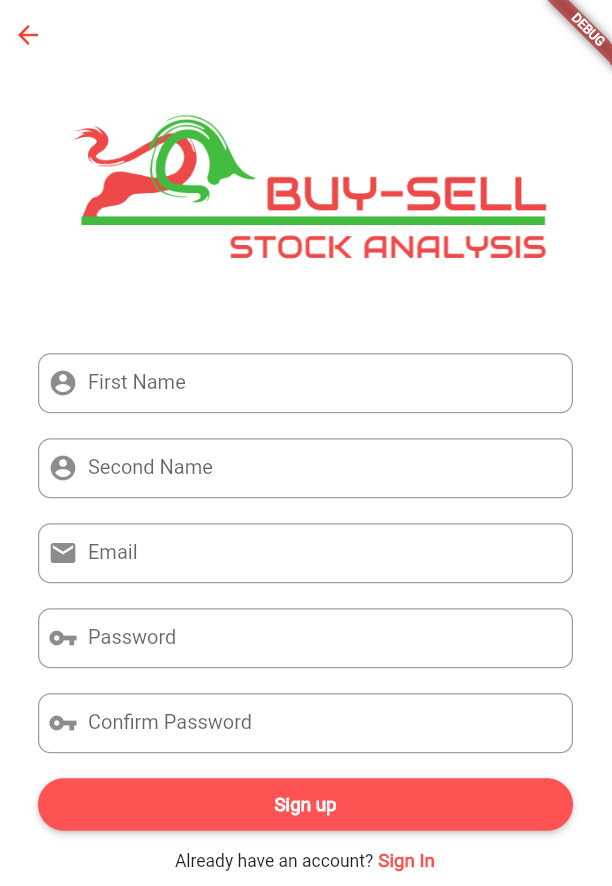 DEBUG
BUY-SELL
STOCK ANALYSIS
First Name
Second Name
Email
Password
Confirm Password
Sign up
Already have an account? Sign In